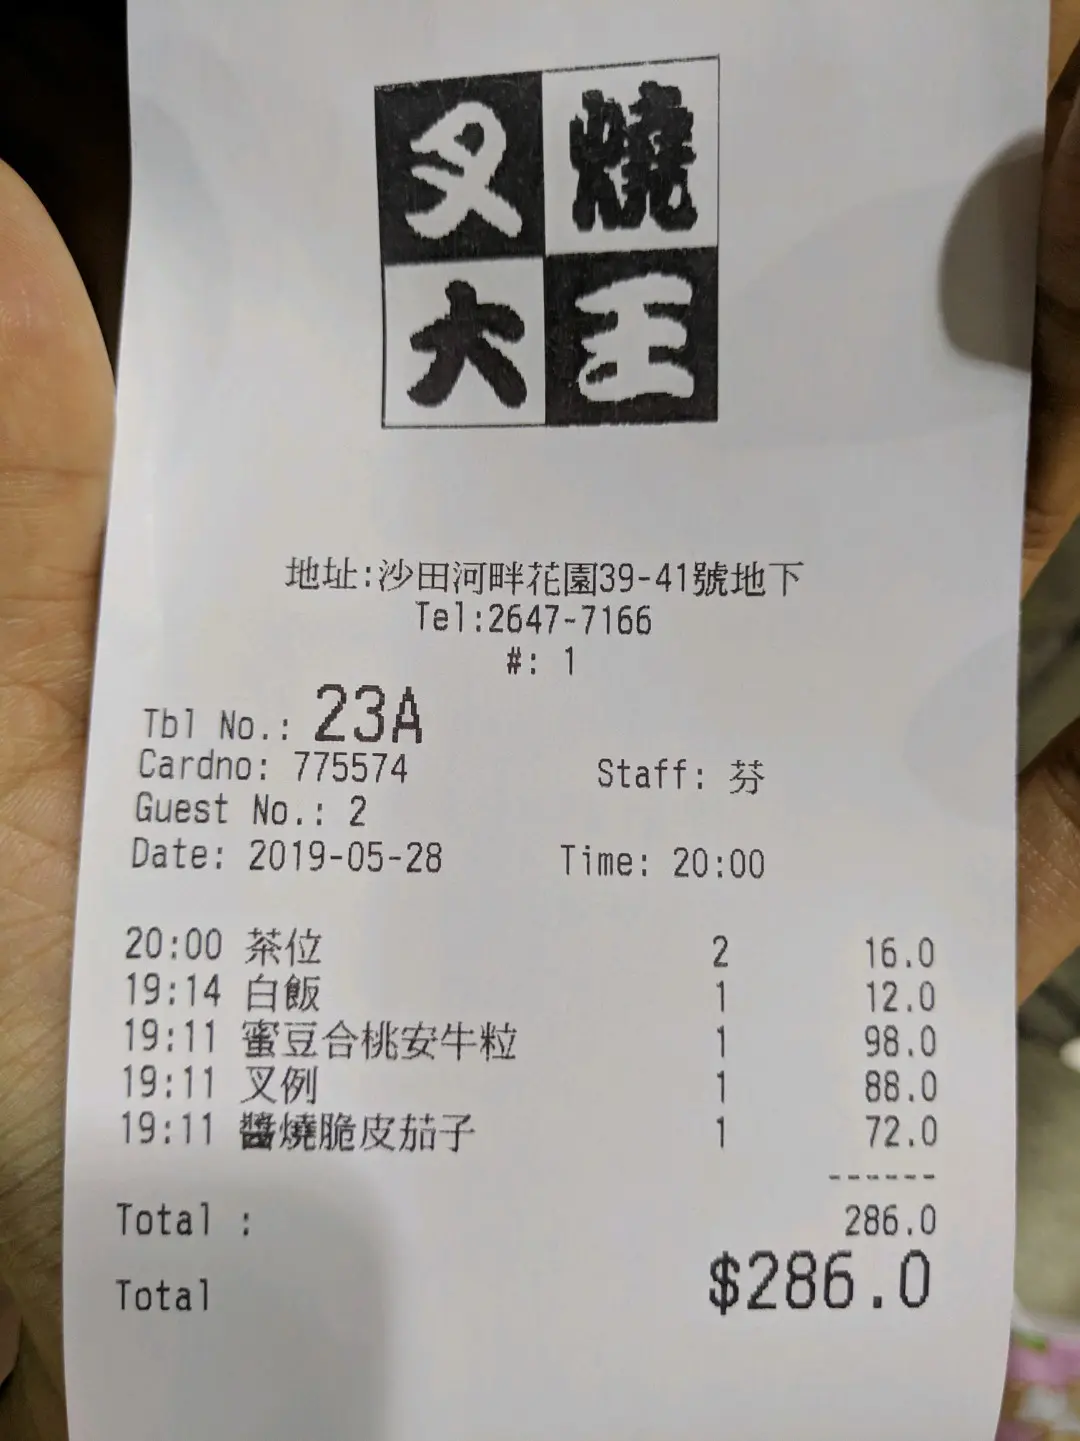 叉燒
大王
地址:沙田河畔花園39-41號地下
Tel:2647-7166
#: 1
Tbl No.: 23A
Cardno: 775574 Staff: 芬
Guest No.: 2
Date: 2019-05-28 Time: 20:00
20:00 茶位 2 16.0
19:14 白飯 1 12.0
19:11 蜜豆合桃安牛粒 1 98.0
19:11 叉例 1 88.0
19:11 醬燒脆皮茄子 1 72.0
------
Total : 286.0
Total $286.0